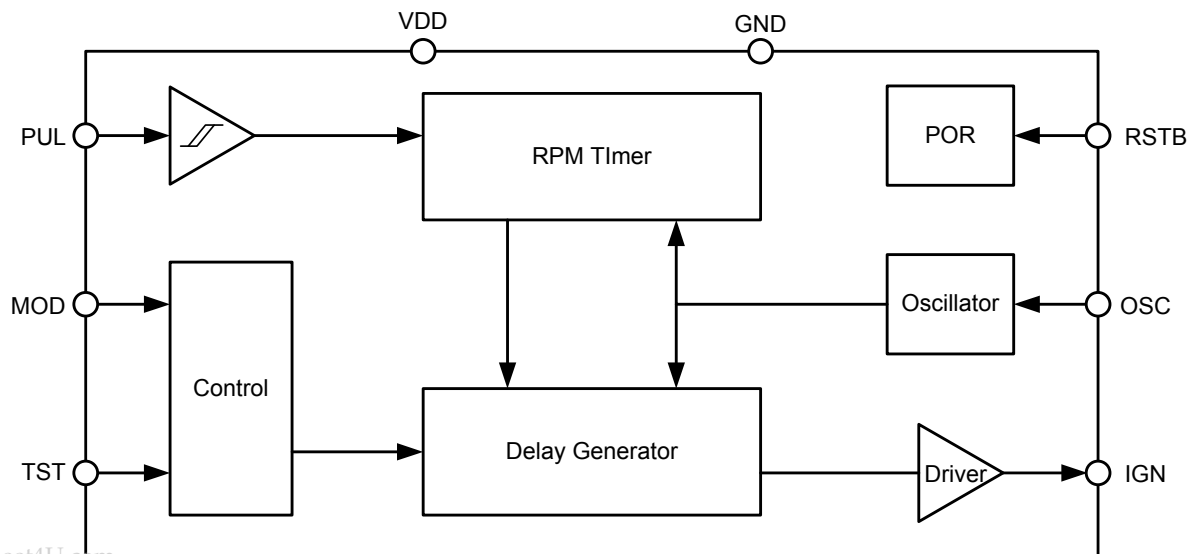 VDD
GND
PUL
RPM TImer
POR
RSTB
MOD
Oscillator
OSC
Control
TST
Delay Generator
Driver
IGN